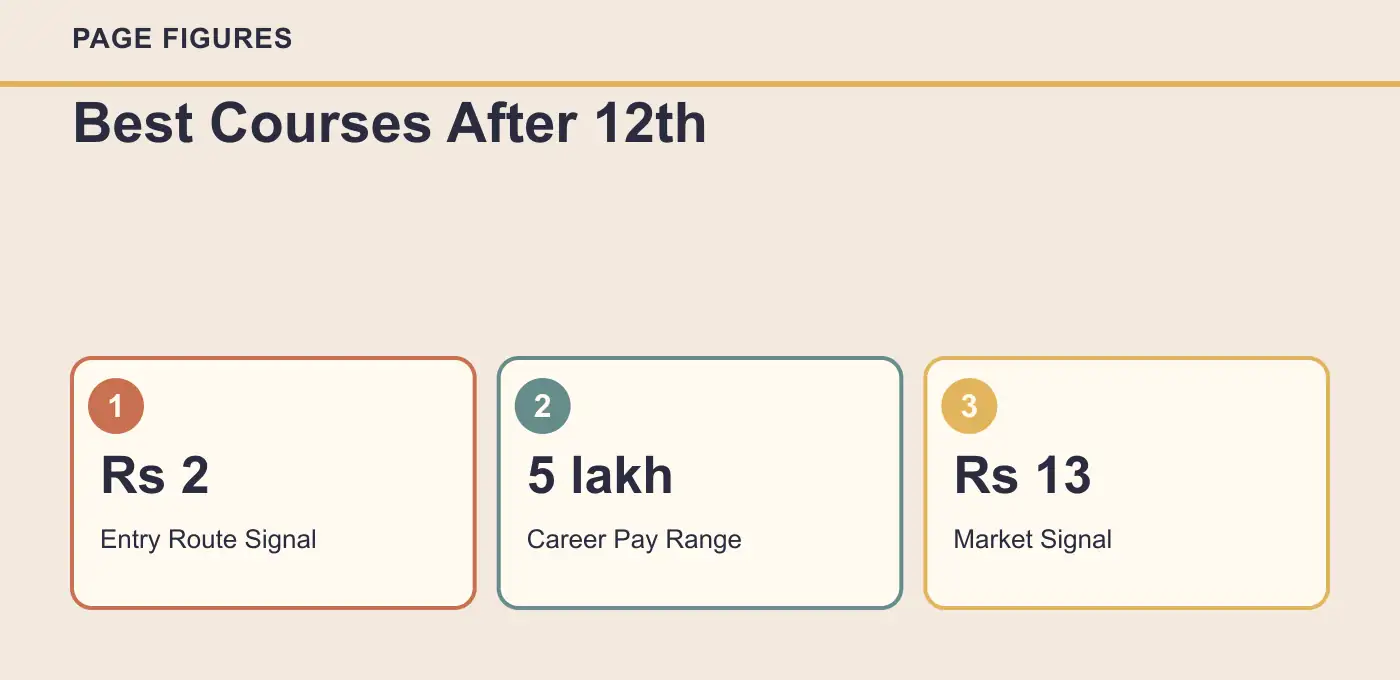 PAGE FIGURES
Best Courses After 12th
1
Rs 2
Entry Route Signal
2
5 lakh
Career Pay Range
3
Rs 13
Market Signal